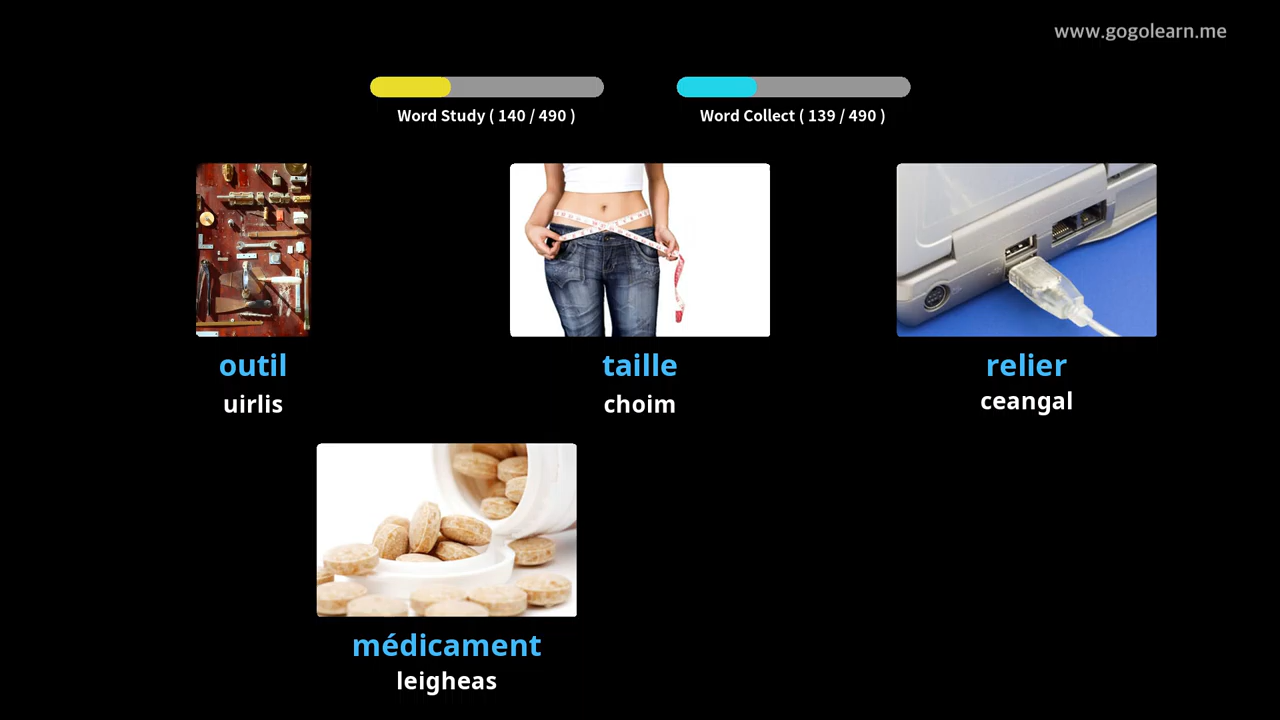 www.gogolearn.me
Word Study ( 140 / 490 )
Word Collect ( 139 / 490 )
outil
uirlis
taille
choim
relier
ceangal
médicament
leigheas